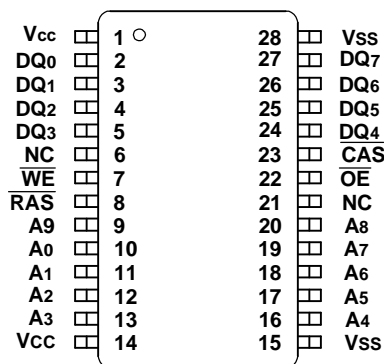 Vcc 1 28 Vss
DQ0 2 27 DQ7
DQ1 3 26 DQ6
DQ2 4 25 DQ5
DQ3 5 24 DQ4
NC 6 23 CAS
WE 7 22 OE
RAS 8 21 NC
A9 9 20 A8
A0 10 19 A7
A1 11 18 A6
A2 12 17 A5
A3 13 16 A4
VCC 14 15 VSS